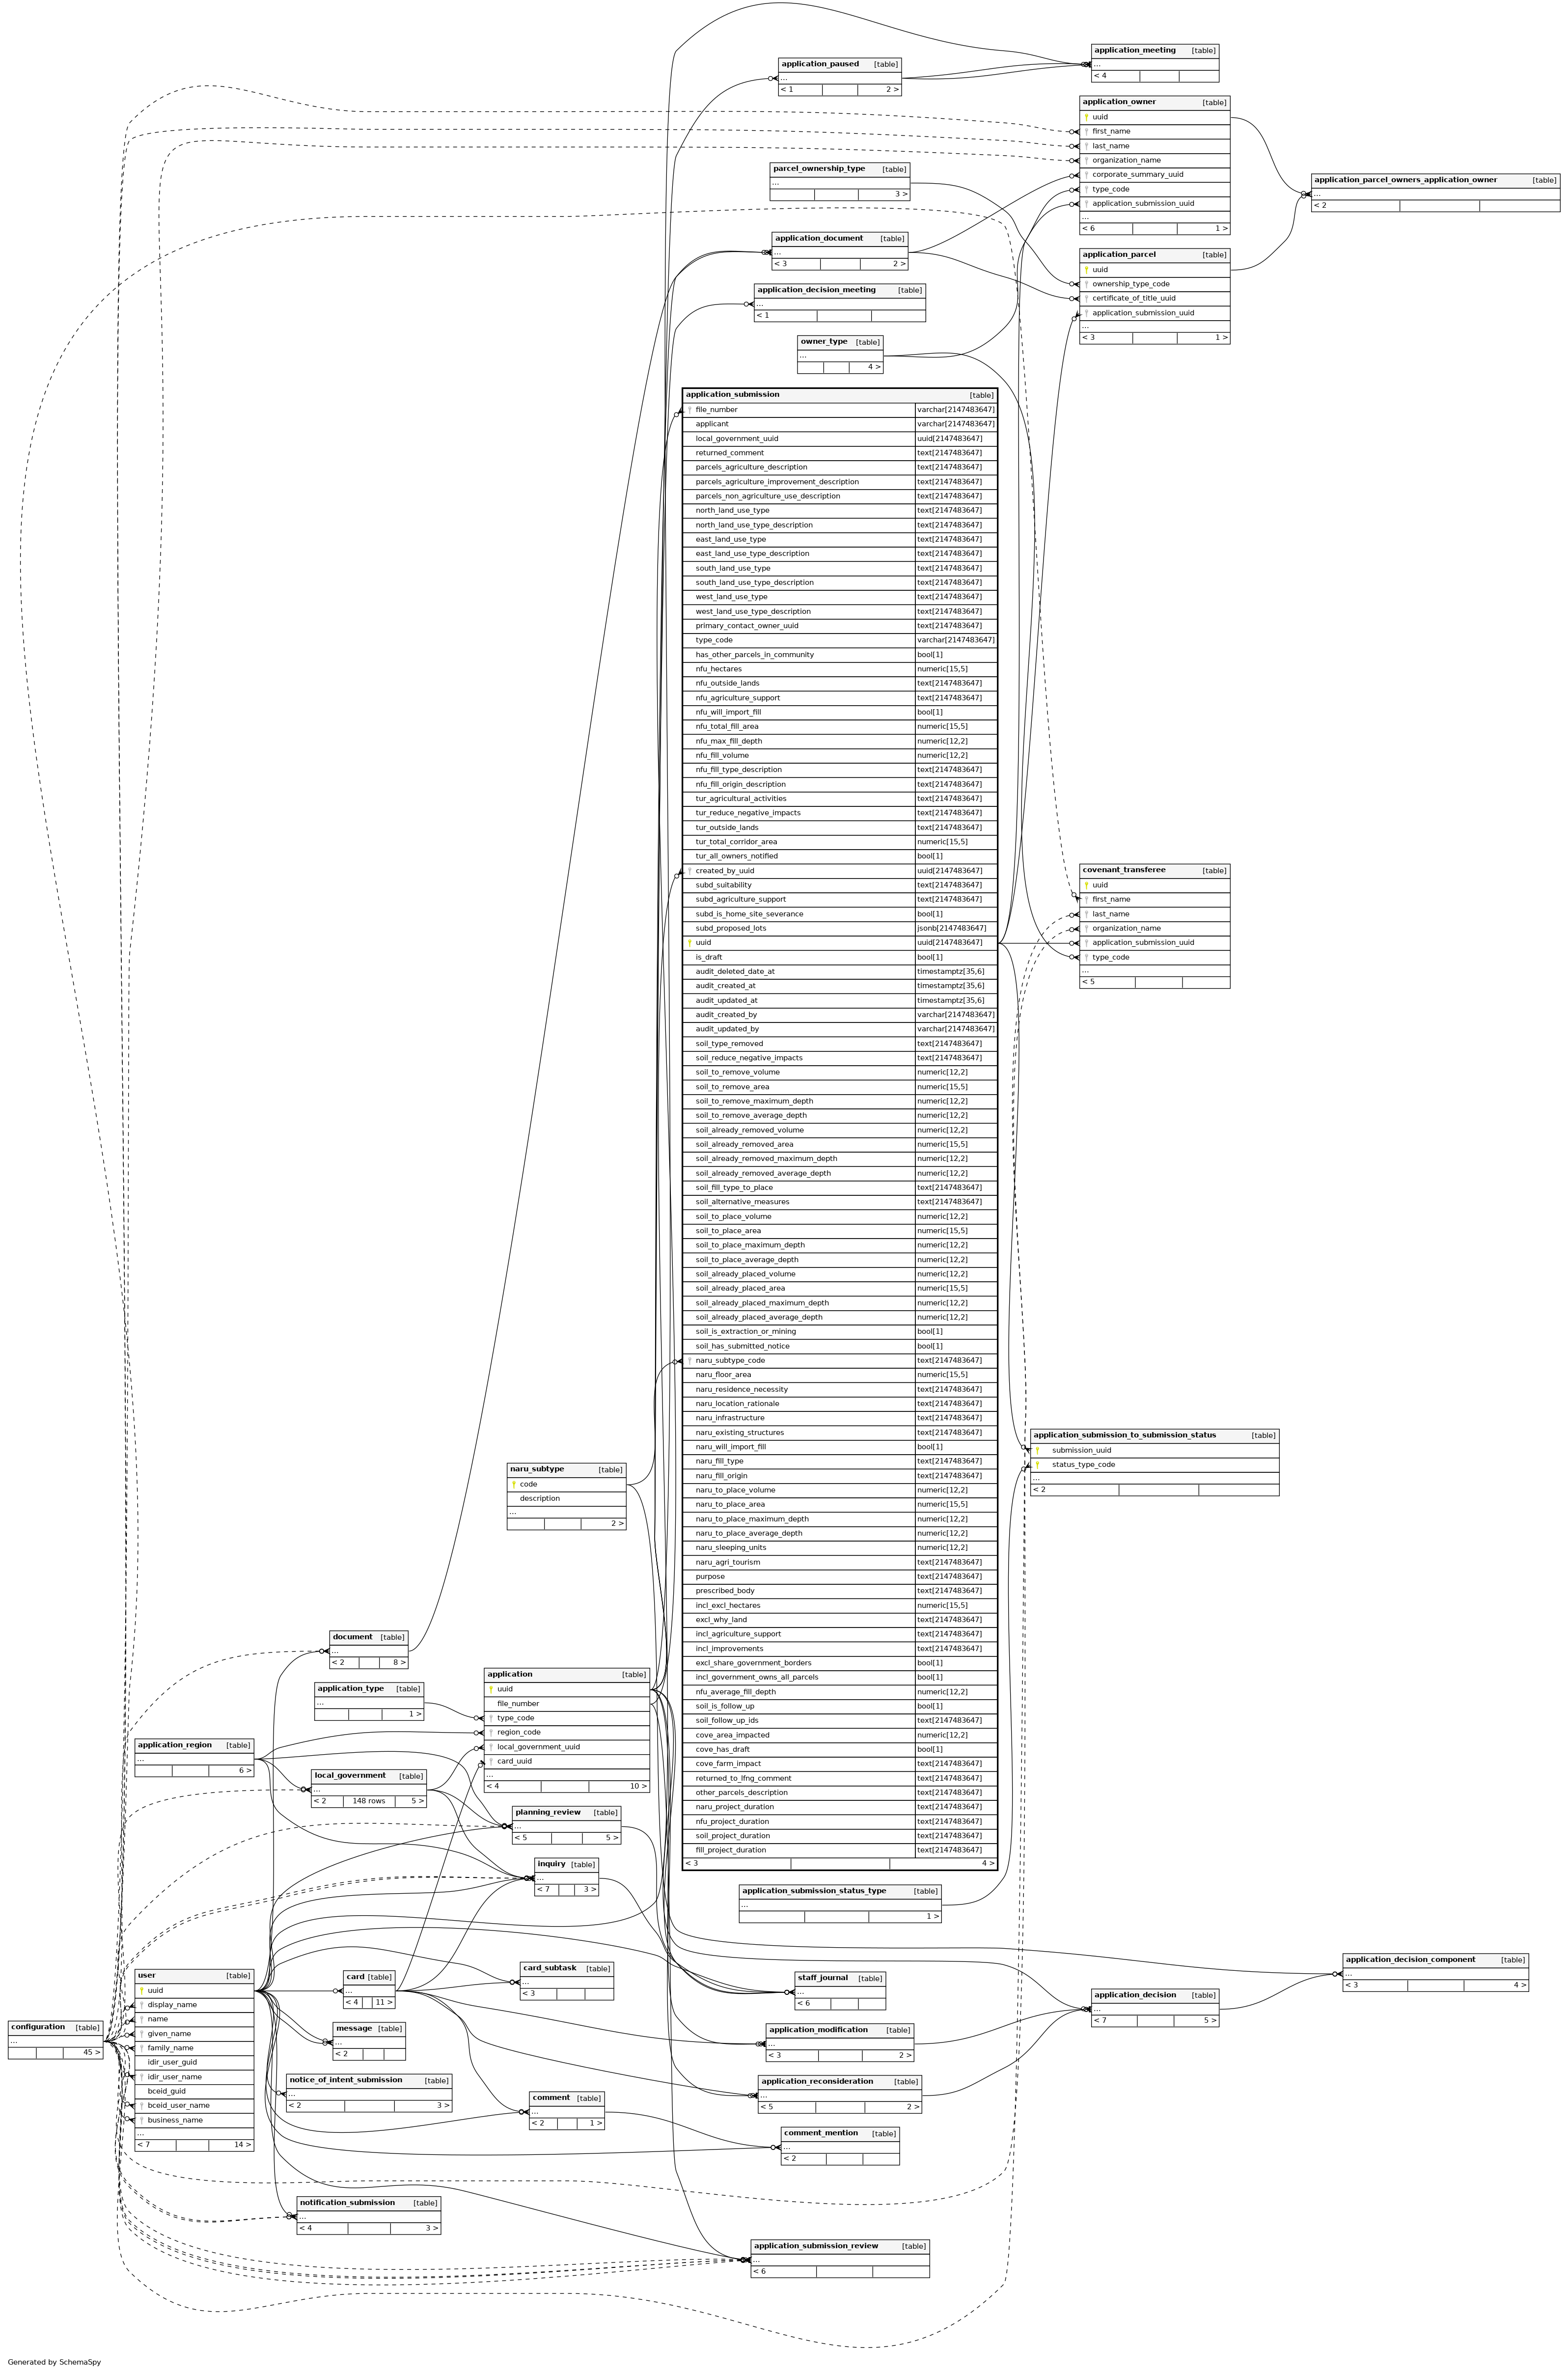 application_meeting [table]
...
< 4
application_paused [table]
...
< 1 2 >
application_owner [table]
uuid
first_name
last_name
organization_name
corporate_summary_uuid
type_code
application_submission_uuid
...
< 6 1 >
parcel_ownership_type [table]
...
3 >
application_parcel_owners_application_owner [table]
...
< 2
application_document [table]
...
< 3 2 >
application_parcel [table]
uuid
ownership_type_code
certificate_of_title_uuid
application_submission_uuid
...
< 3 1 >
application_decision_meeting [table]
...
< 1
owner_type [table]
...
4 >
application_submission [table]
file_number varchar[2147483647]
applicant varchar[2147483647]
local_government_uuid uuid[2147483647]
returned_comment text[2147483647]
parcels_agriculture_description text[2147483647]
parcels_agriculture_improvement_description text[2147483647]
parcels_non_agriculture_use_description text[2147483647]
north_land_use_type text[2147483647]
north_land_use_type_description text[2147483647]
east_land_use_type text[2147483647]
east_land_use_type_description text[2147483647]
south_land_use_type text[2147483647]
south_land_use_type_description text[2147483647]
west_land_use_type text[2147483647]
west_land_use_type_description text[2147483647]
primary_contact_owner_uuid text[2147483647]
type_code varchar[2147483647]
has_other_parcels_in_community bool[1]
nfu_hectares numeric[15,5]
nfu_outside_lands text[2147483647]
nfu_agriculture_support text[2147483647]
nfu_will_import_fill bool[1]
nfu_total_fill_area numeric[15,5]
nfu_max_fill_depth numeric[12,2]
nfu_fill_volume numeric[12,2]
nfu_fill_type_description text[2147483647]
nfu_fill_origin_description text[2147483647]
tur_agricultural_activities text[2147483647]
tur_reduce_negative_impacts text[2147483647]
tur_outside_lands text[2147483647]
tur_total_corridor_area numeric[15,5]
tur_all_owners_notified bool[1]
created_by_uuid uuid[2147483647]
subd_suitability text[2147483647]
subd_agriculture_support text[2147483647]
subd_is_home_site_severance bool[1]
subd_proposed_lots jsonb[2147483647]
uuid uuid[2147483647]
is_draft bool[1]
audit_deleted_date_at timestamptz[35,6]
audit_created_at timestamptz[35,6]
audit_updated_at timestamptz[35,6]
audit_created_by varchar[2147483647]
audit_updated_by varchar[2147483647]
soil_type_removed text[2147483647]
soil_reduce_negative_impacts text[2147483647]
soil_to_remove_volume numeric[12,2]
soil_to_remove_area numeric[15,5]
soil_to_remove_maximum_depth numeric[12,2]
soil_to_remove_average_depth numeric[12,2]
soil_already_removed_volume numeric[12,2]
soil_already_removed_area numeric[15,5]
soil_already_removed_maximum_depth numeric[12,2]
soil_already_removed_average_depth numeric[12,2]
soil_fill_type_to_place text[2147483647]
soil_alternative_measures text[2147483647]
soil_to_place_volume numeric[12,2]
soil_to_place_area numeric[15,5]
soil_to_place_maximum_depth numeric[12,2]
soil_to_place_average_depth numeric[12,2]
soil_already_placed_volume numeric[12,2]
soil_already_placed_area numeric[15,5]
soil_already_placed_maximum_depth numeric[12,2]
soil_already_placed_average_depth numeric[12,2]
soil_is_extraction_or_mining bool[1]
soil_has_submitted_notice bool[1]
naru_subtype_code text[2147483647]
naru_floor_area numeric[15,5]
naru_residence_necessity text[2147483647]
naru_location_rationale text[2147483647]
naru_infrastructure text[2147483647]
naru_existing_structures text[2147483647]
naru_will_import_fill bool[1]
naru_fill_type text[2147483647]
naru_fill_origin text[2147483647]
naru_to_place_volume numeric[12,2]
naru_to_place_area numeric[15,5]
naru_to_place_maximum_depth numeric[12,2]
naru_to_place_average_depth numeric[12,2]
naru_sleeping_units numeric[12,2]
naru_agri_tourism text[2147483647]
purpose text[2147483647]
prescribed_body text[2147483647]
incl_excl_hectares numeric[15,5]
excl_why_land text[2147483647]
incl_agriculture_support text[2147483647]
incl_improvements text[2147483647]
excl_share_government_borders bool[1]
incl_government_owns_all_parcels bool[1]
nfu_average_fill_depth numeric[12,2]
soil_is_follow_up bool[1]
soil_follow_up_ids text[2147483647]
cove_area_impacted numeric[12,2]
cove_has_draft bool[1]
cove_farm_impact text[2147483647]
returned_to_lfng_comment text[2147483647]
other_parcels_description text[2147483647]
naru_project_duration text[2147483647]
nfu_project_duration text[2147483647]
soil_project_duration text[2147483647]
fill_project_duration text[2147483647]
< 3 4 >
covenant_transferee [table]
uuid
first_name
last_name
organization_name
application_submission_uuid
type_code
...
< 5
application_submission_to_submission_status [table]
submission_uuid
status_type_code
...
< 2
naru_subtype [table]
code
description
...
2 >
document [table]
...
< 2 8 >
application [table]
uuid
file_number
type_code
region_code
local_government_uuid
card_uuid
...
< 4 10 >
application_type [table]
...
1 >
application_region [table]
...
6 >
local_government [table]
...
< 2 148 rows 5 >
planning_review [table]
...
< 5 5 >
inquiry [table]
...
< 7 3 >
application_submission_status_type [table]
...
1 >
application_decision_component [table]
...
< 3 4 >
user [table]
uuid
display_name
name
given_name
family_name
idir_user_guid
idir_user_name
bceid_guid
bceid_user_name
business_name
...
< 7 14 >
card [table]
...
< 4 11 >
card_subtask [table]
...
< 3
staff_journal [table]
...
< 6
application_decision [table]
...
< 7 5 >
configuration [table]
...
45 >
message [table]
...
< 2
application_modification [table]
...
< 3 2 >
notice_of_intent_submission [table]
...
< 2 3 >
application_reconsideration [table]
...
< 5 2 >
comment [table]
...
< 2 1 >
comment_mention [table]
...
< 2
notification_submission [table]
...
< 4 3 >
application_submission_review [table]
...
< 6
Generated by SchemaSpy